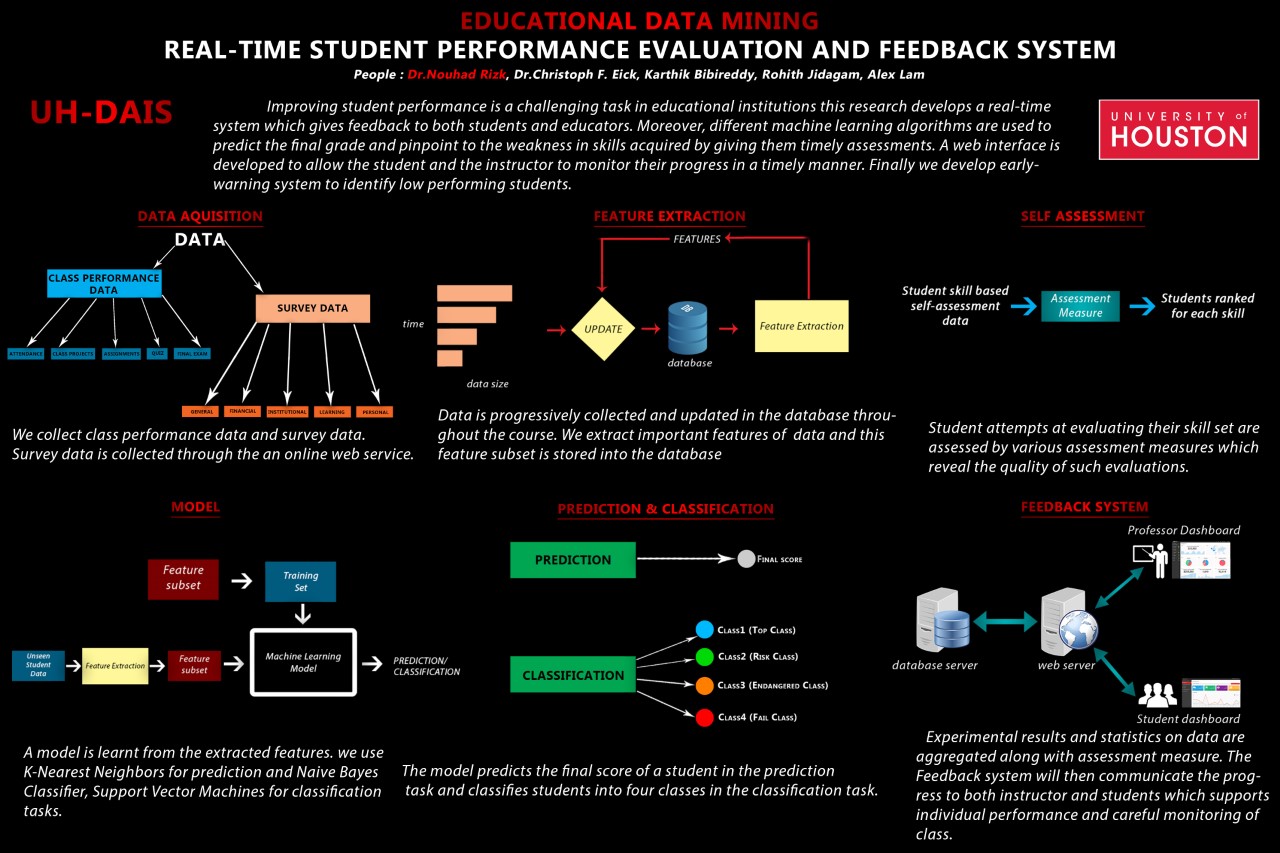 EDUCATIONAL DATA MINING
REAL-TIME STUDENT PERFORMANCE EVALUATION AND FEEDBACK SYSTEM
People : Dr.Nouhad Rizk, Dr.Christoph F. Eick, Karthik Bibireddy, Rohith Jidagam, Alex Lam
UH-DAIS
Improving student performance is a challenging task in educational institutions this research develops a real-time
system which gives feedback to both students and educators. Moreover, different machine learning algorithms are used to
predict the final grade and pinpoint to the weakness in skills acquired by giving them timely assessments. A web interface is
developed to allow the student and the instructor to monitor their progress in a timely manner. Finally we develop early-
warning system to identify low performing students.
UNIVERSITY of
HOUSTON
DATA AQUISITION
DATA
CLASS PERFORMANCE
DATA
SURVEY DATA
ATTENDANCE
CLASS PROJECTS
ASSIGNMENTS
QUIZ
FINAL EXAM
GENERAL
FINANCIAL
INSTITUTIONAL
LEARNING
PERSONAL
We collect class performance data and survey data.
Survey data is collected through the an online web service.
FEATURE EXTRACTION
FEATURES
time
data size
UPDATE
DB
database
Feature Extraction
Data is progressively collected and updated in the database throu-
ghout the course. We extract important features of data and this
feature subset is stored into the database
SELF ASSESSMENT
Student skill based
self-assessment
data
Assessment
Measure
Students ranked
for each skill
Student attempts at evaluating their skill set are
assessed by various assessment measures which
reveal the quality of such evaluations.
MODEL
Feature
subset
Training
Set
Unseen
Student
Data
Feature Extraction
Feature
subset
Machine Learning
Model
PREDICTION/
CLASSIFICATION
A model is learnt from the extracted features. we use
K-Nearest Neighbors for prediction and Naive Bayes
Classifier, Support Vector Machines for classification
tasks.
PREDICTION & CLASSIFICATION
PREDICTION
FINAL SCORE
CLASSIFICATION
CLASS1 (TOP CLASS)
CLASS2 (RISK CLASS)
CLASS3 (ENDANGERED CLASS)
CLASS4 (FAIL CLASS)
The model predicts the final score of a student in the prediction
task and classifies students into four classes in the classification task.
FEEDBACK SYSTEM
Professor Dashboard
database server
web server
Student dashboard
Experimental results and statistics on data are
aggregated along with assessment measure. The
Feedback system will then communicate the prog-
ress to both instructor and students which supports
individual performance and careful monitoring of
class.